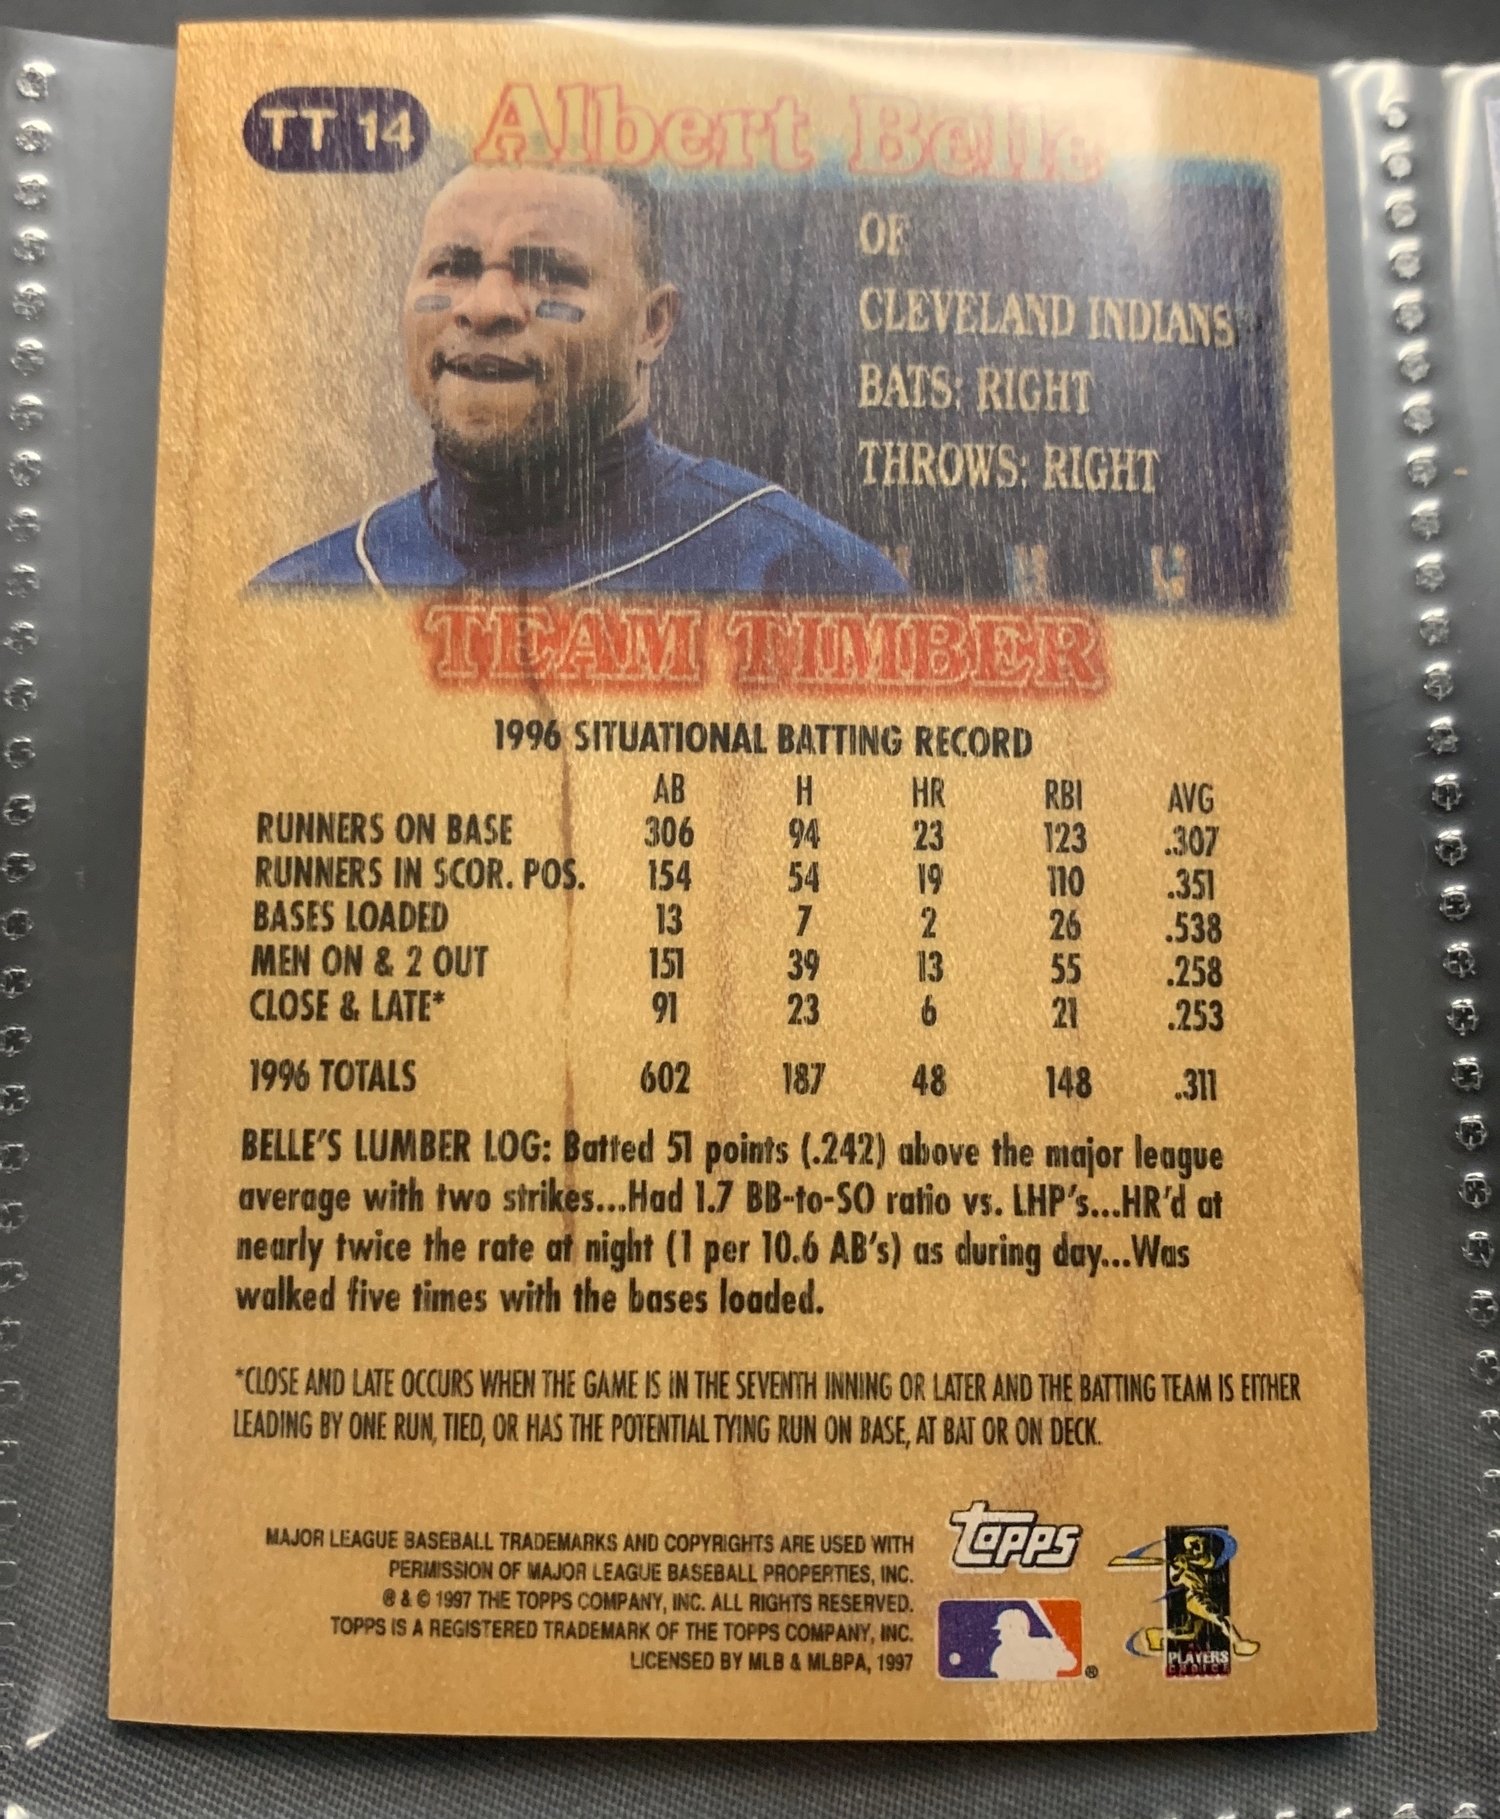 TT 14
Albert Belle
OF
CLEVELAND INDIANS
BATS: RIGHT
THROWS: RIGHT
TEAM TIMBER
1996 SITUATIONAL BATTING RECORD
AB H HR RBI AVG
RUNNERS ON BASE 306 94 23 123 .307
RUNNERS IN SCOR. POS. 154 54 19 110 .351
BASES LOADED 13 7 2 26 .538
MEN ON & 2 OUT 151 39 13 55 .258
CLOSE & LATE* 91 23 6 21 .253
1996 TOTALS 602 187 48 148 .311
BELLE'S LUMBER LOG: Batted 51 points (.242) above the major league
average with two strikes...Had 1.7 BB-to-SO ratio vs. LHP's...HR'd at
nearly twice the rate at night (1 per 10.6 AB's) as during day...Was
walked five times with the bases loaded.
*CLOSE AND LATE OCCURS WHEN THE GAME IS IN THE SEVENTH INNING OR LATER AND THE BATTING TEAM IS EITHER
LEADING BY ONE RUN, TIED, OR HAS THE POTENTIAL TYING RUN ON BASE, AT BAT OR ON DECK.
MAJOR LEAGUE BASEBALL TRADEMARKS AND COPYRIGHTS ARE USED WITH
PERMISSION OF MAJOR LEAGUE BASEBALL PROPERTIES, INC.
® & © 1997 THE TOPPS COMPANY, INC. ALL RIGHTS RESERVED.
TOPPS IS A REGISTERED TRADEMARK OF THE TOPPS COMPANY, INC.
LICENSED BY MLB & MLBPA, 1997
topps
®
PLAYERS
CHOICE